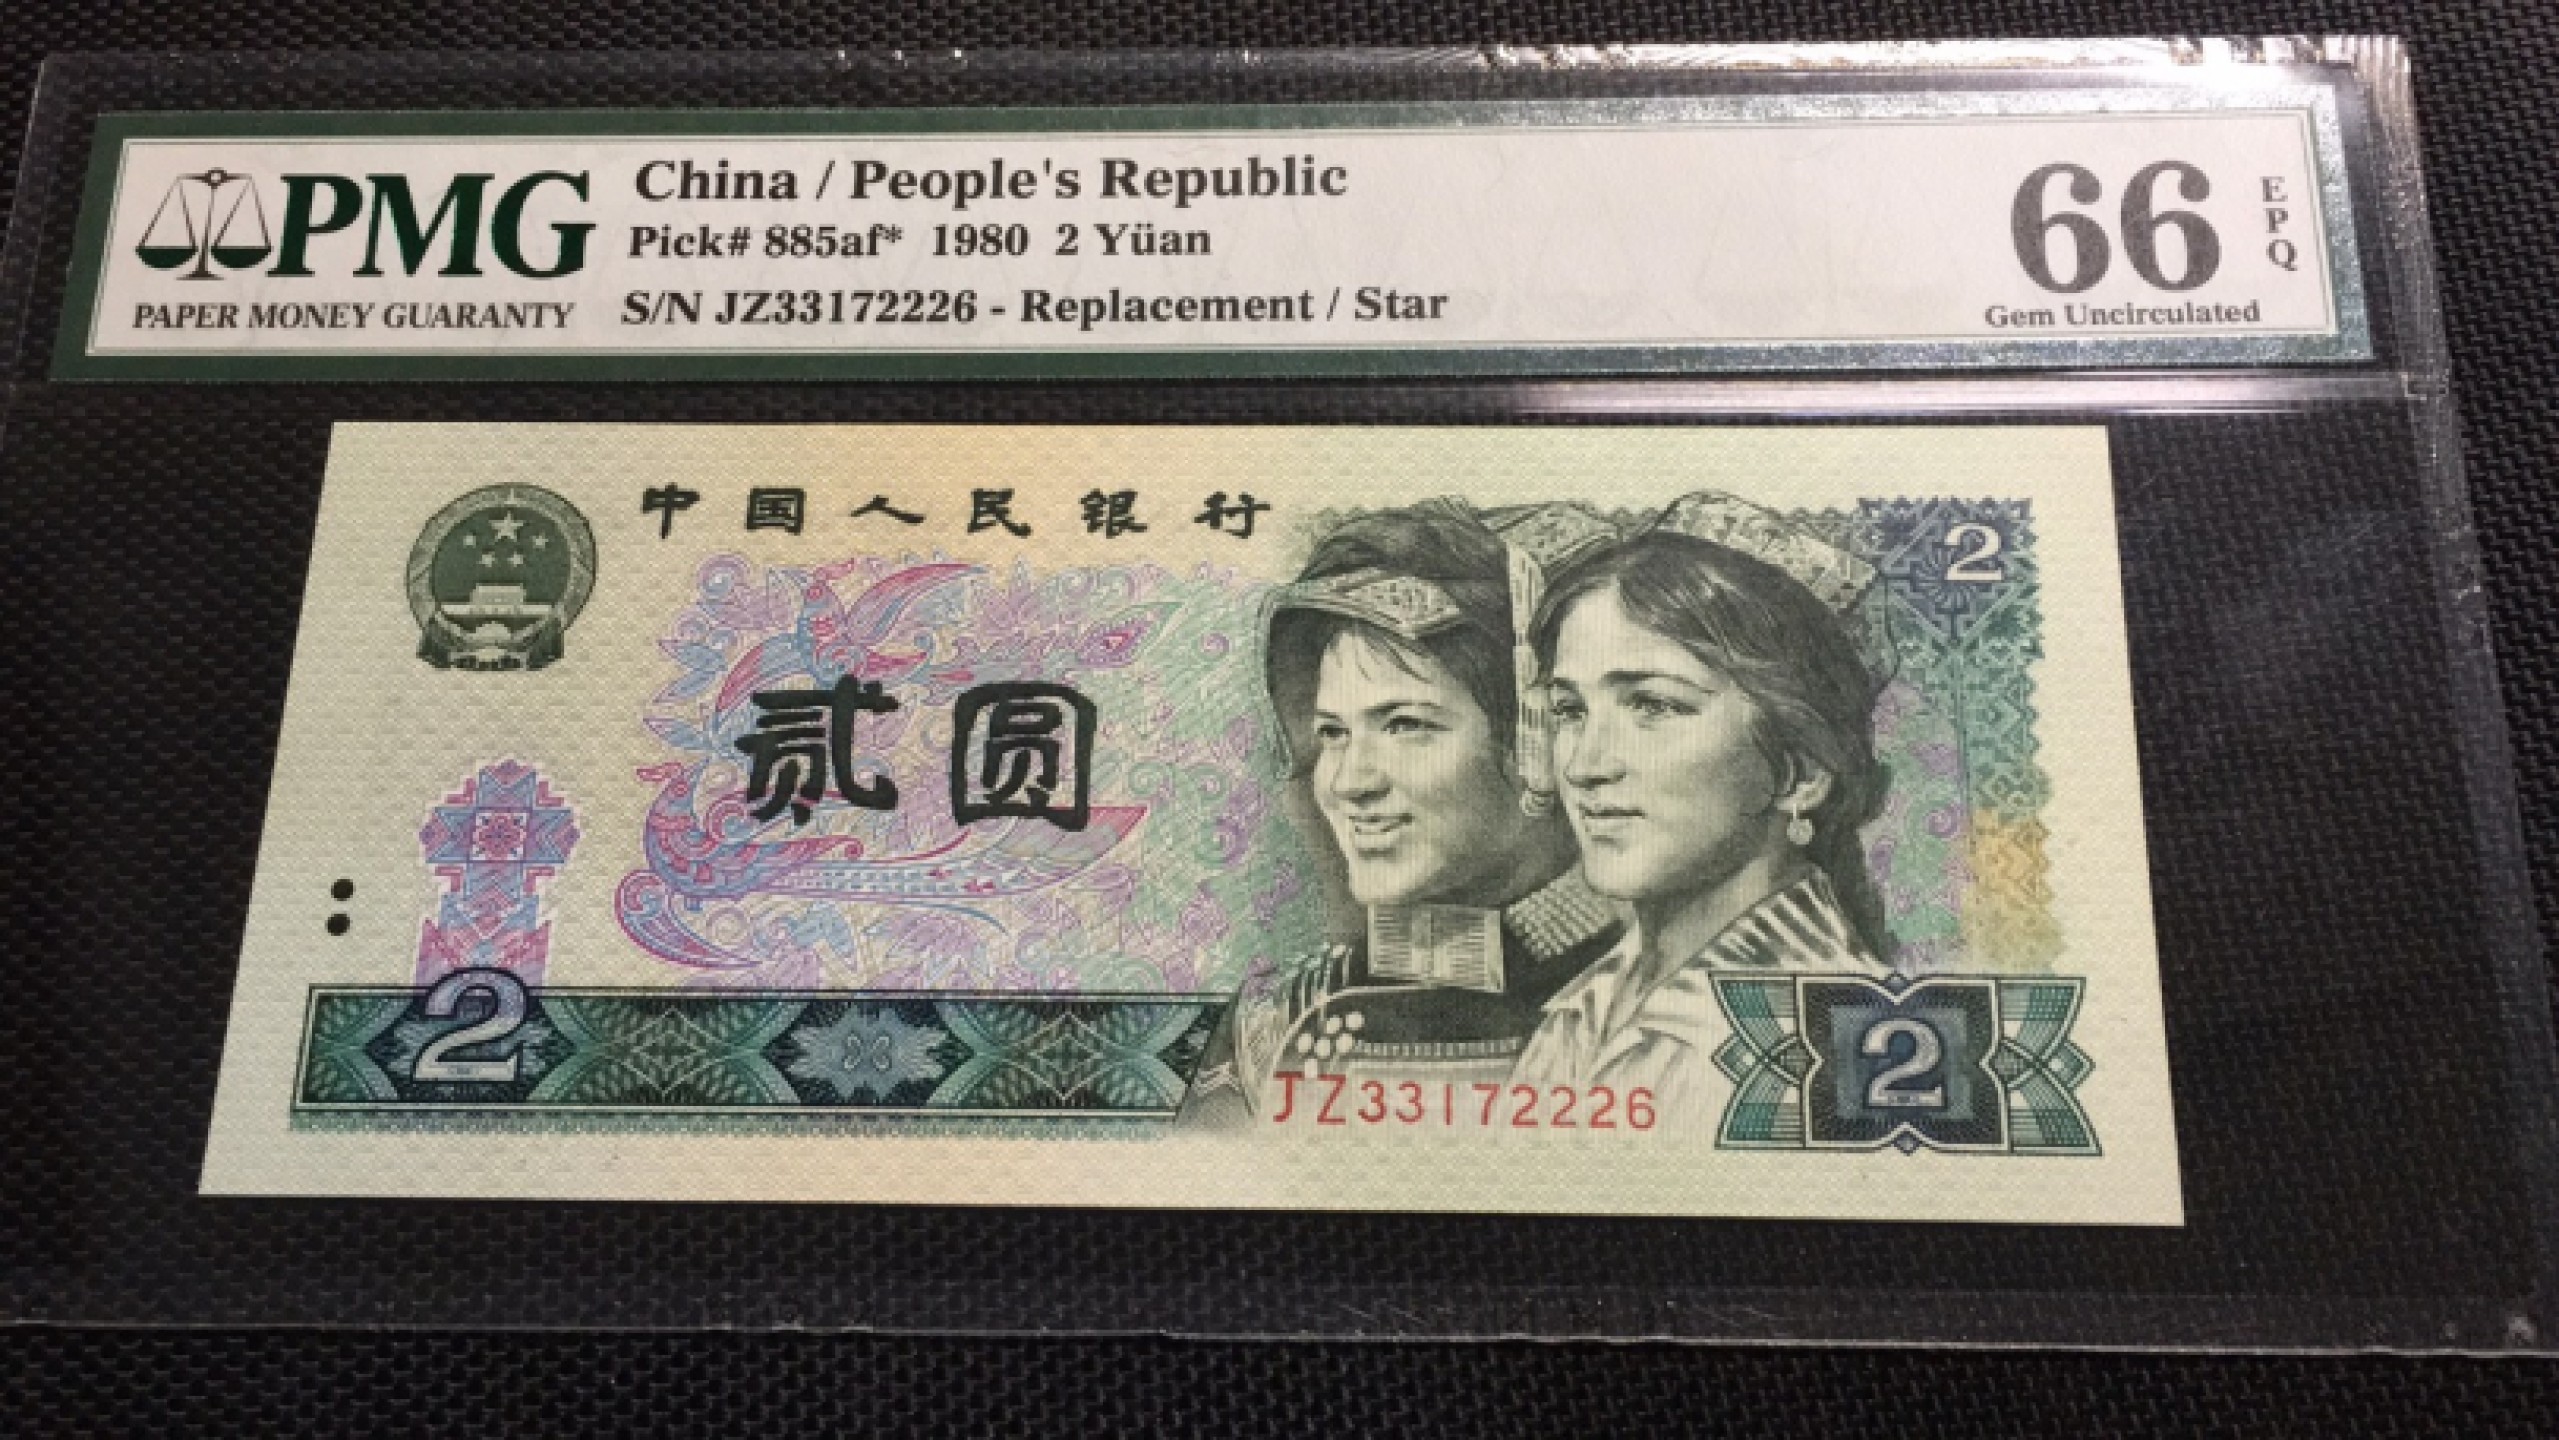 PMG
PAPER MONEY GUARANTY
China / People's Republic
Pick# 885af* 1980 2 Yüan
S/N JZ33172226 - Replacement / Star
66
EPQ
Gem Uncirculated
中国人民银行
2
贰圆
2
JZ33172226
2